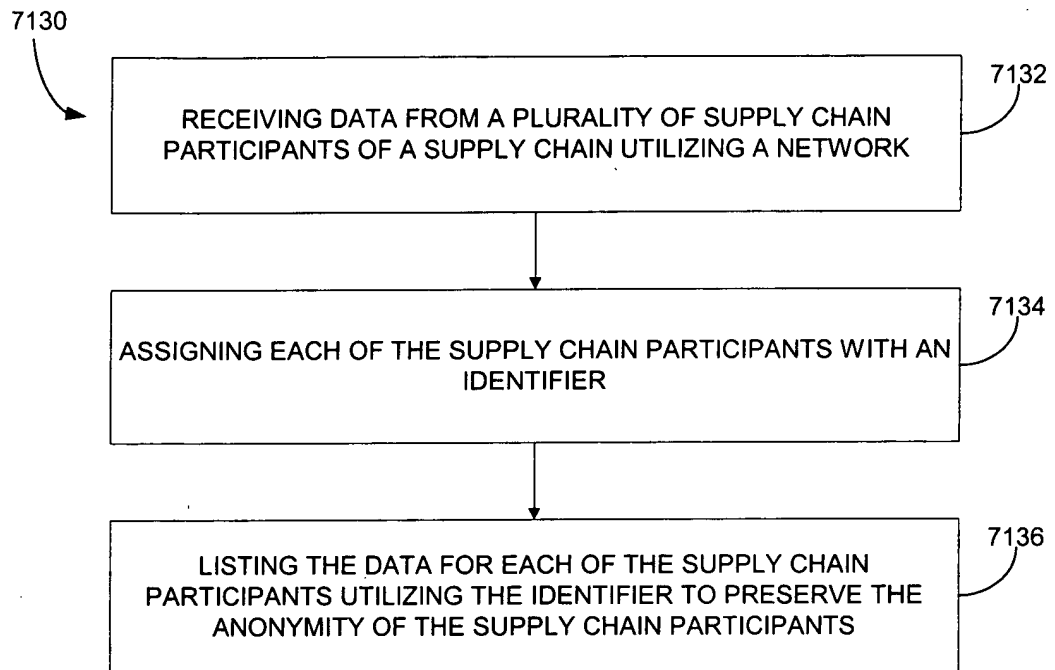 7130
7132
RECEIVING DATA FROM A PLURALITY OF SUPPLY CHAIN
PARTICIPANTS OF A SUPPLY CHAIN UTILIZING A NETWORK
7134
ASSIGNING EACH OF THE SUPPLY CHAIN PARTICIPANTS WITH AN
IDENTIFIER
7136
LISTING THE DATA FOR EACH OF THE SUPPLY CHAIN
PARTICIPANTS UTILIZING THE IDENTIFIER TO PRESERVE THE
ANONYMITY OF THE SUPPLY CHAIN PARTICIPANTS